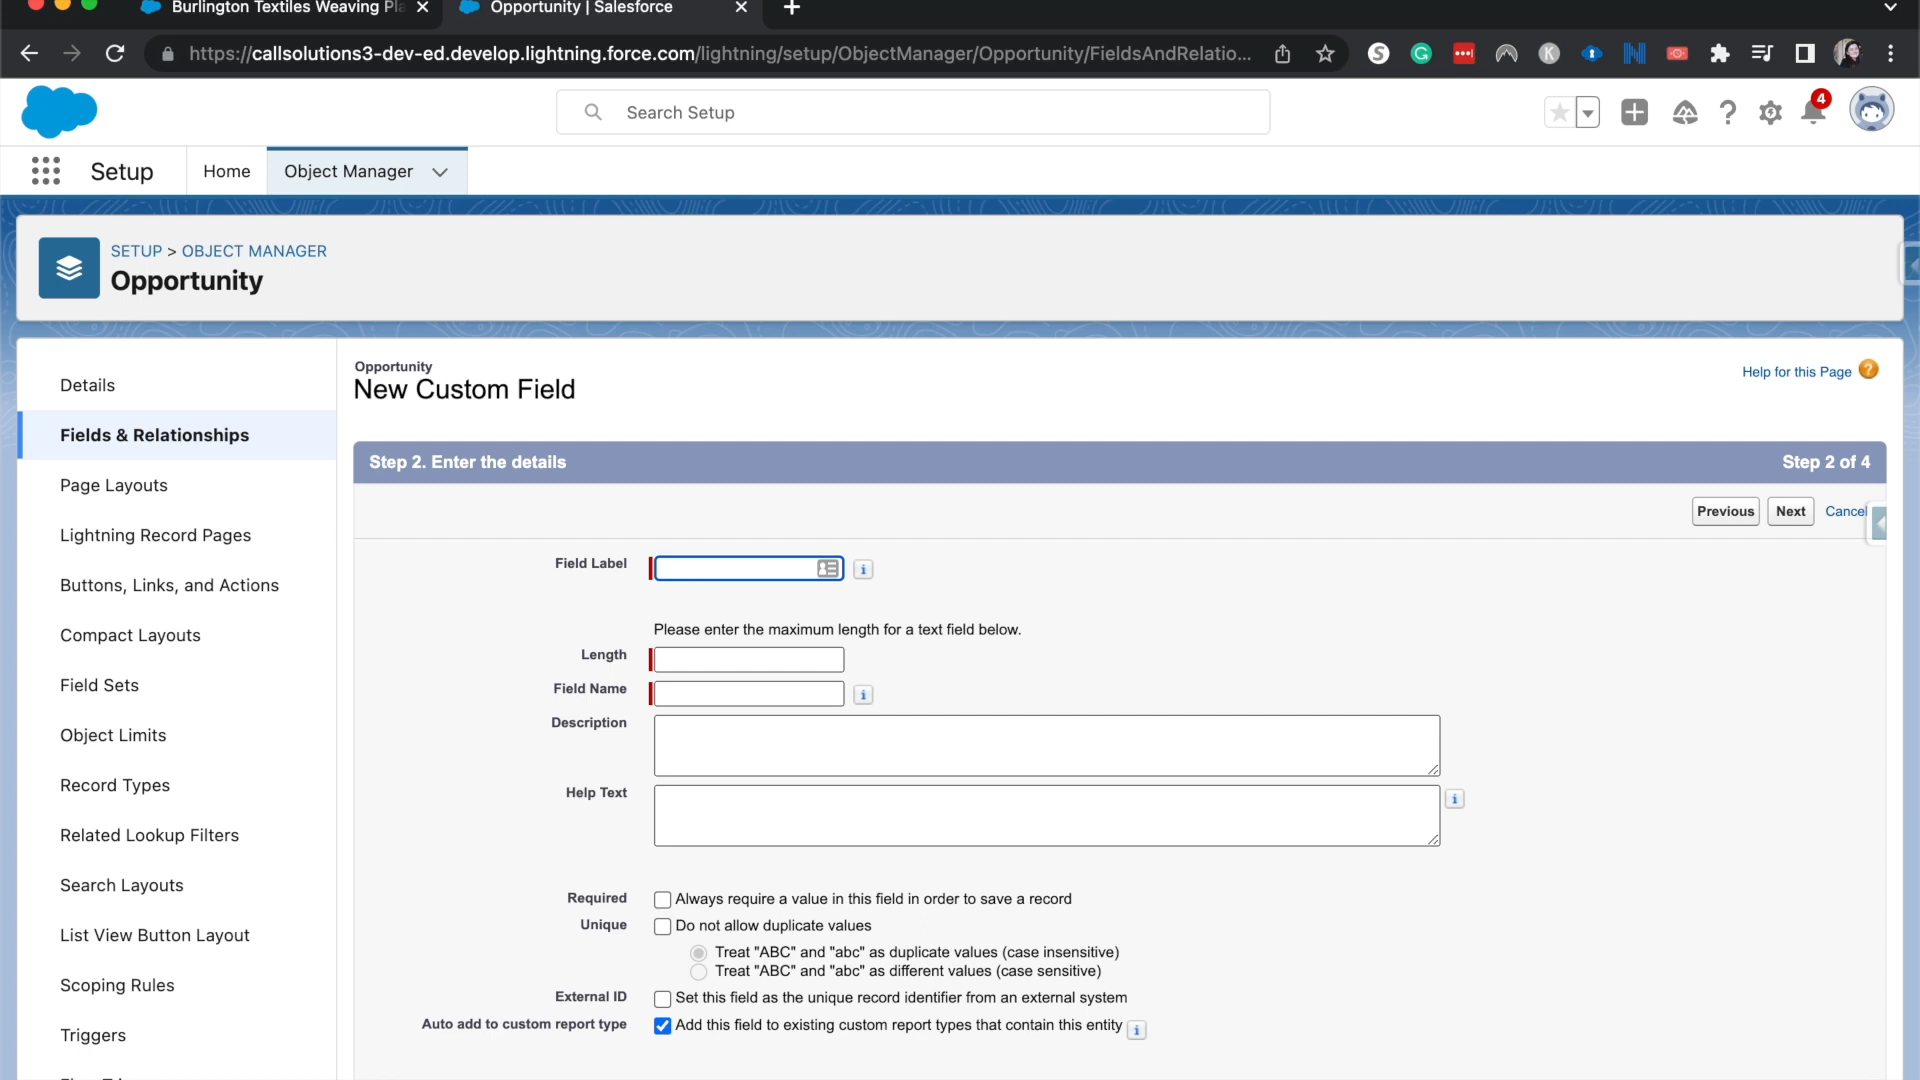 Burlington Textiles Weaving Pla
Opportunity | Salesforce
https://callsolutions3-dev-ed.develop.lightning.force.com/lightning/setup/ObjectManager/Opportunity/FieldsAndRelatio...
Search Setup
4
Setup
Home
Object Manager
SETUP > OBJECT MANAGER
Opportunity
Details
Fields & Relationships
Page Layouts
Lightning Record Pages
Buttons, Links, and Actions
Compact Layouts
Field Sets
Object Limits
Record Types
Related Lookup Filters
Search Layouts
List View Button Layout
Scoping Rules
Triggers
Opportunity
New Custom Field
Help for this Page
Step 2. Enter the details
Step 2 of 4
Previous
Next
Cancel
Field Label
Please enter the maximum length for a text field below.
Length
Field Name
Description
Help Text
Required
Always require a value in this field in order to save a record
Unique
Do not allow duplicate values
Treat "ABC" and "abc" as duplicate values (case insensitive)
Treat "ABC" and "abc" as different values (case sensitive)
External ID
Set this field as the unique record identifier from an external system
Auto add to custom report type
Add this field to existing custom report types that contain this entity